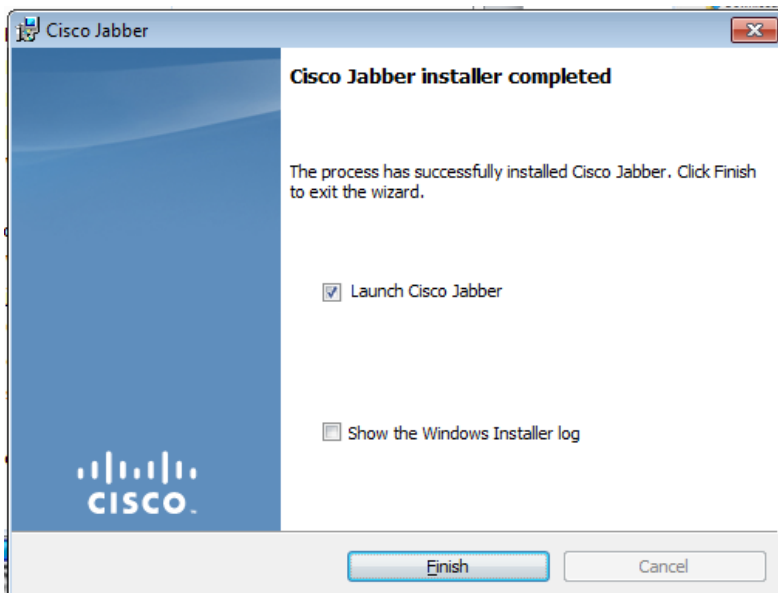 Cisco Jabber
Cisco Jabber installer completed
The process has successfully installed Cisco Jabber. Click Finish
to exit the wizard.
Launch Cisco Jabber
Show the Windows Installer log
CISCO.
Finish
Cancel